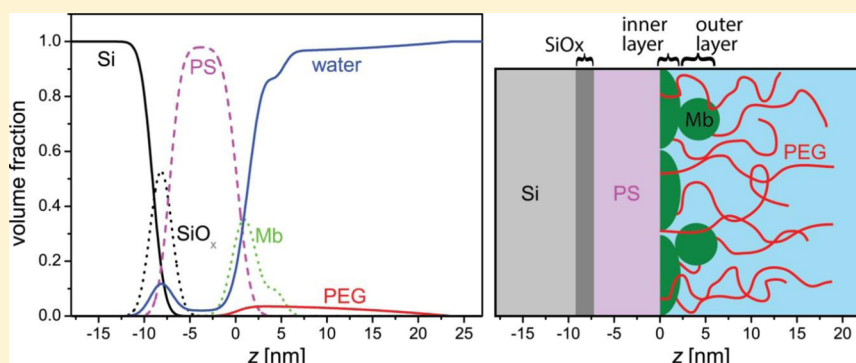 volume fraction
1.0
0.8
0.6
0.4
0.2
0.0
Si
PS
water
SiOx
Mb
PEG
-15 -10 -5 0 5 10 15 20 25
z [nm]
inner layer
outer layer
SiOx
Si
PS
Mb
PEG
-15 -10 -5 0 5 10 15 20
z [nm]